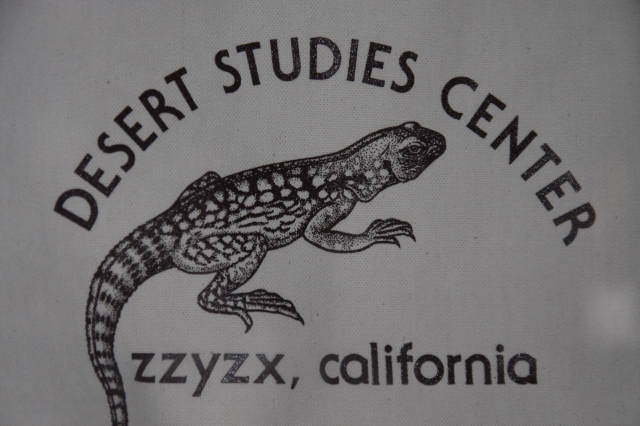 DESERT STUDIES CENTER
zzyzx, california